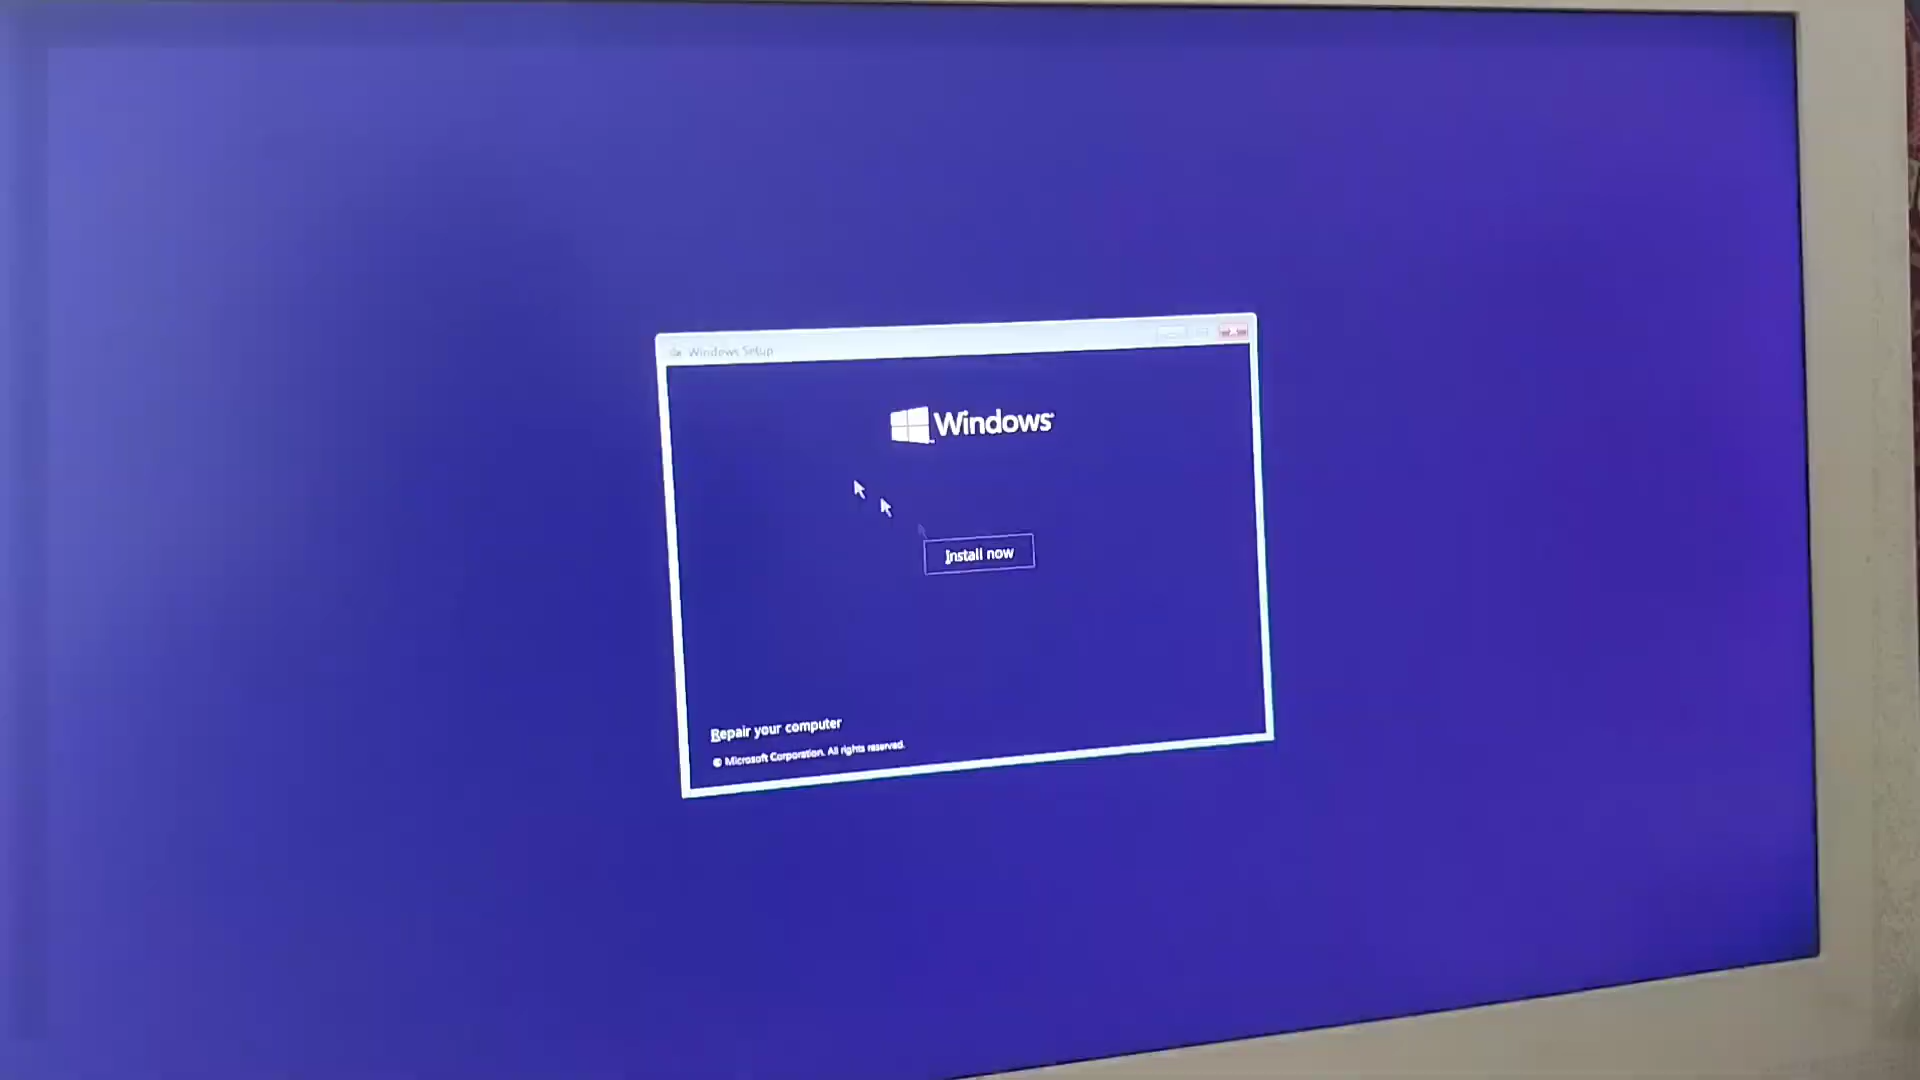 Windows Setup
Windows
Install now
Repair your computer
© Microsoft Corporation. All rights reserved.